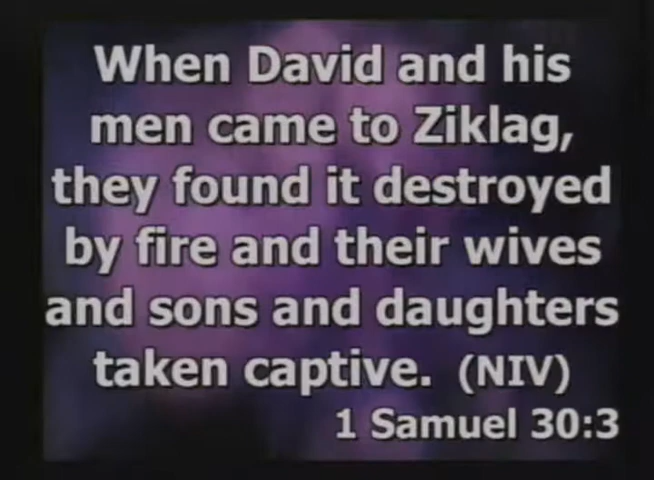 When David and his
men came to Ziklag,
they found it destroyed
by fire and their wives
and sons and daughters
taken captive. (NIV)
1 Samuel 30:3